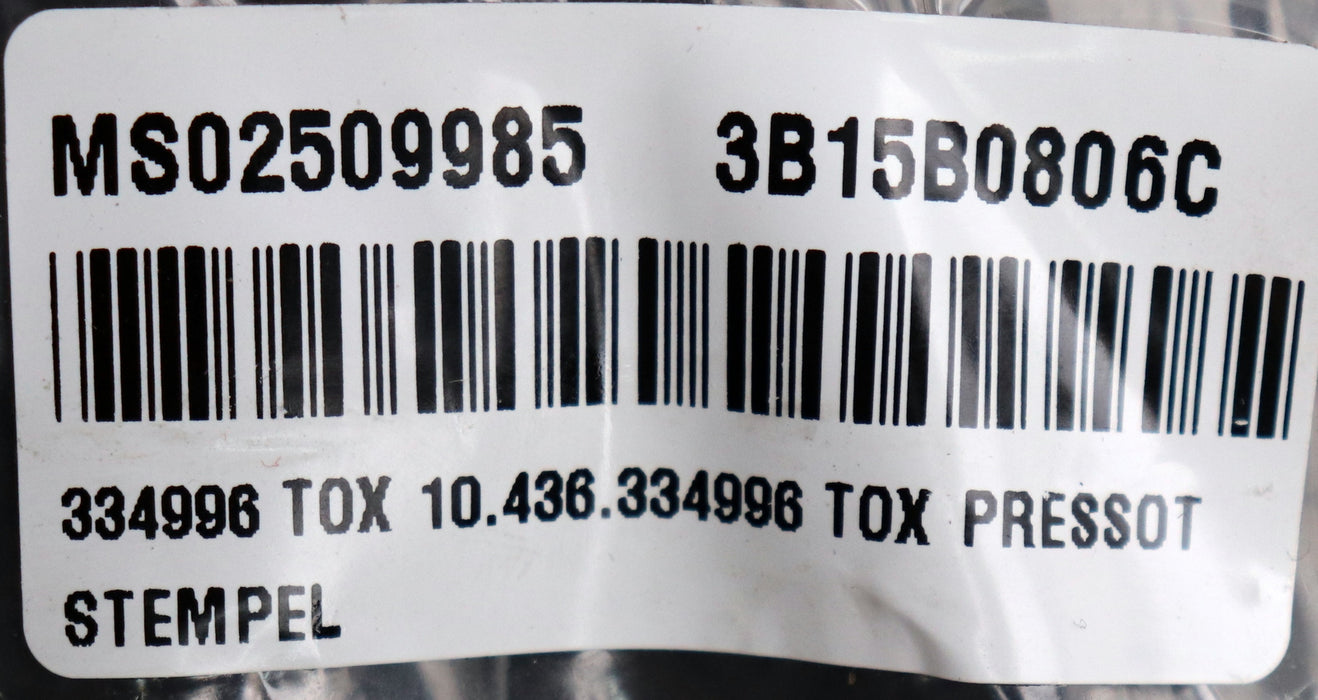 MS02509985 3B15B0806C
334996 TOX 10.436.334996 TOX PRESSOT
STEMPEL